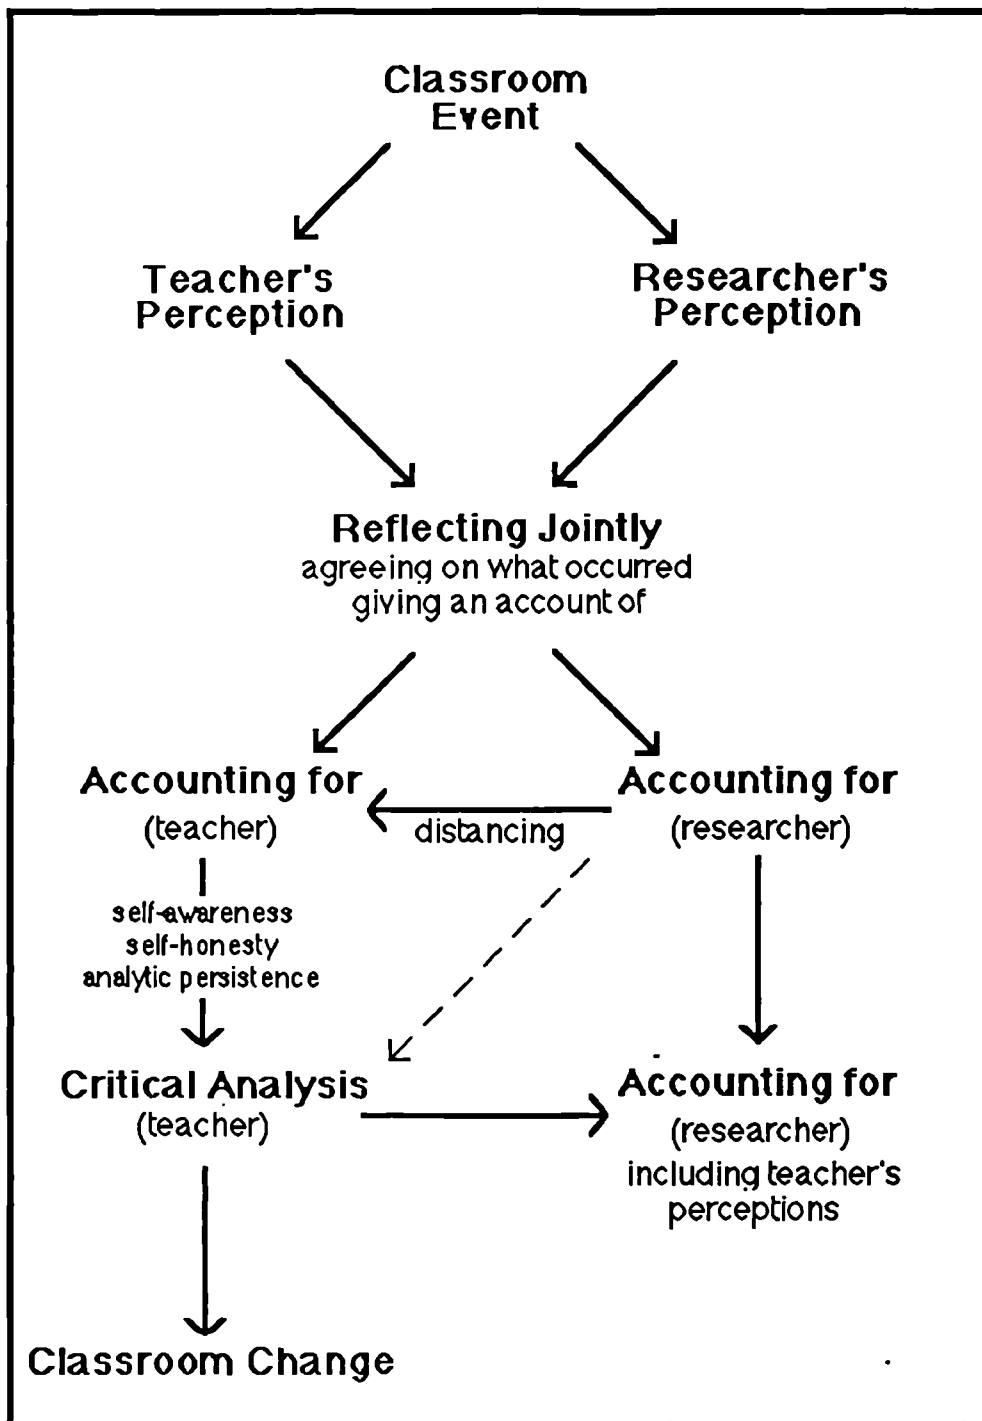 Classroom
Event
Teacher's
Perception
Researcher's
Perception
Reflecting Jointly
agreeing on what occurred
giving an account of
Accounting for
(teacher)
distancing
Accounting for
(researcher)
self-awareness
self-honesty
analytic persistence
Critical Analysis
(teacher)
Accounting for
(researcher)
including teacher's
perceptions
Classroom Change